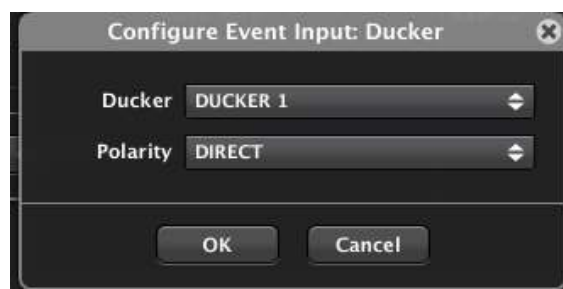 Configure Event Input: Ducker
Ducker DUCKER 1
Polarity DIRECT
OK Cancel